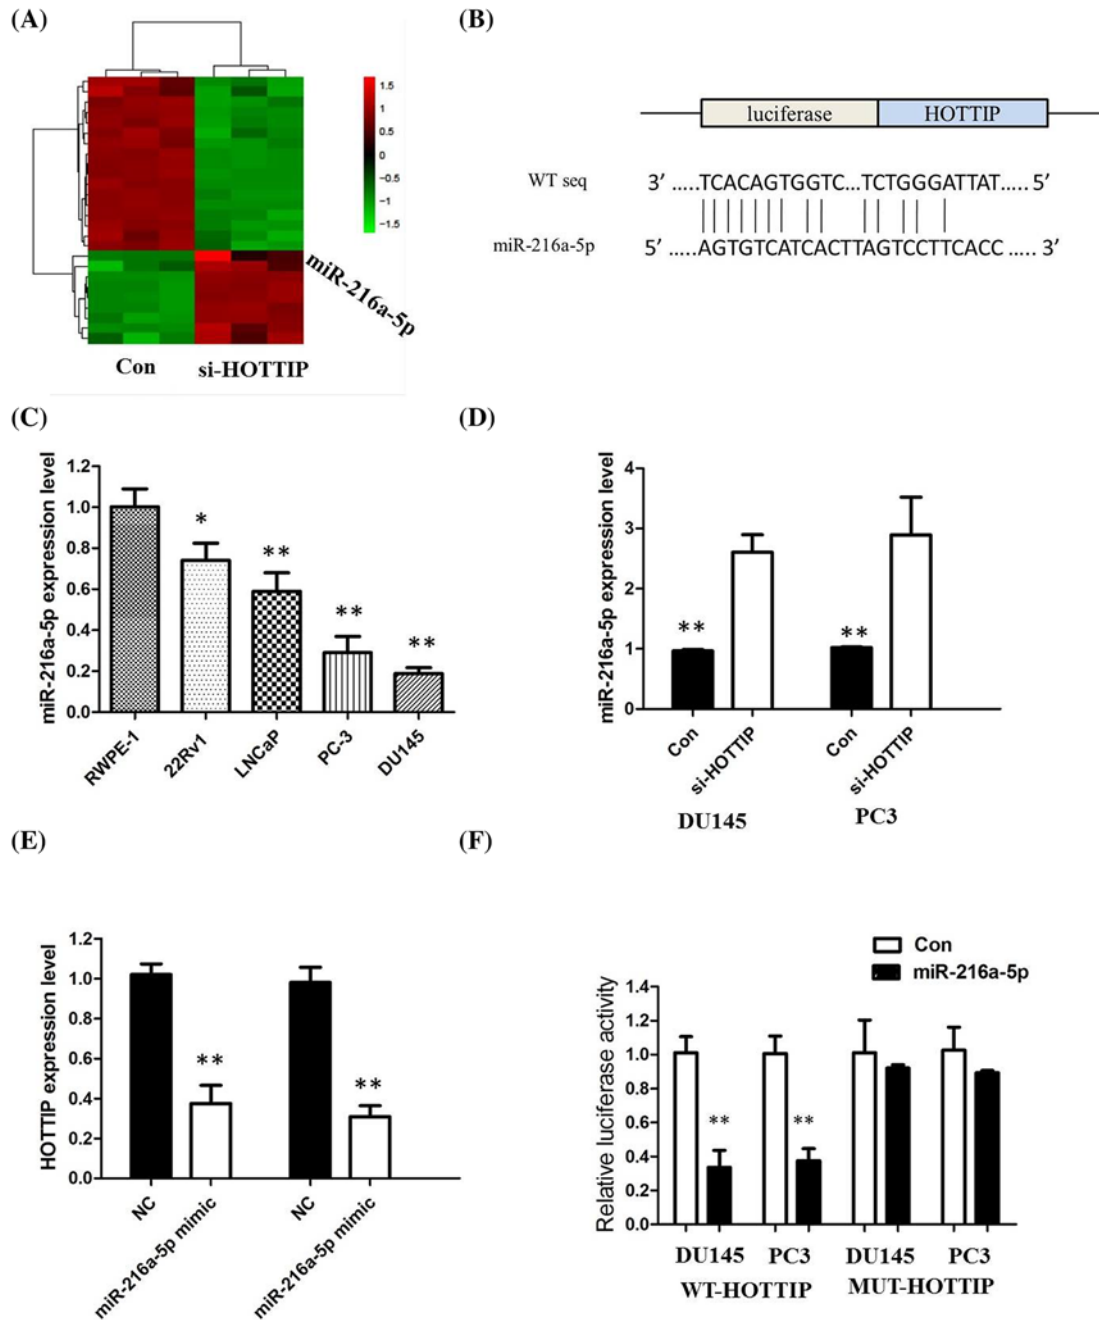 (A)
1.5
1
0.5
0
−0.5
−1
−1.5
miR-216a-5p
Con si-HOTTIP
(B)
luciferase HOTTIP
WT seq 3′ .....TCACAGTGGTC...TCTGGGATTAT..... 5′
miR-216a-5p 5′ .....AGTGTCATCACTTAGTCCTTCACC ..... 3′
(C)
miR-216a-5p expression level
1.2
1.0
0.8
0.6
0.4
0.2
0.0
*
**
**
**
RWPE-1
22Rv1
LNCaP
PC-3
DU145
(D)
miR-216a-5p expression level
4
3
2
1
0
**
**
Con
si-HOTTIP
Con
si-HOTTIP
DU145 PC3
(E)
HOTTIP expression level
1.2
1.0
0.8
0.6
0.4
0.2
0.0
**
**
NC
miR-216a-5p mimic
NC
miR-216a-5p mimic
(F)
Con
miR-216a-5p
Relative luciferase activity
1.4
1.2
1.0
0.8
0.6
0.4
0.2
0.0
**
**
DU145 PC3 DU145 PC3
WT-HOTTIP MUT-HOTTIP